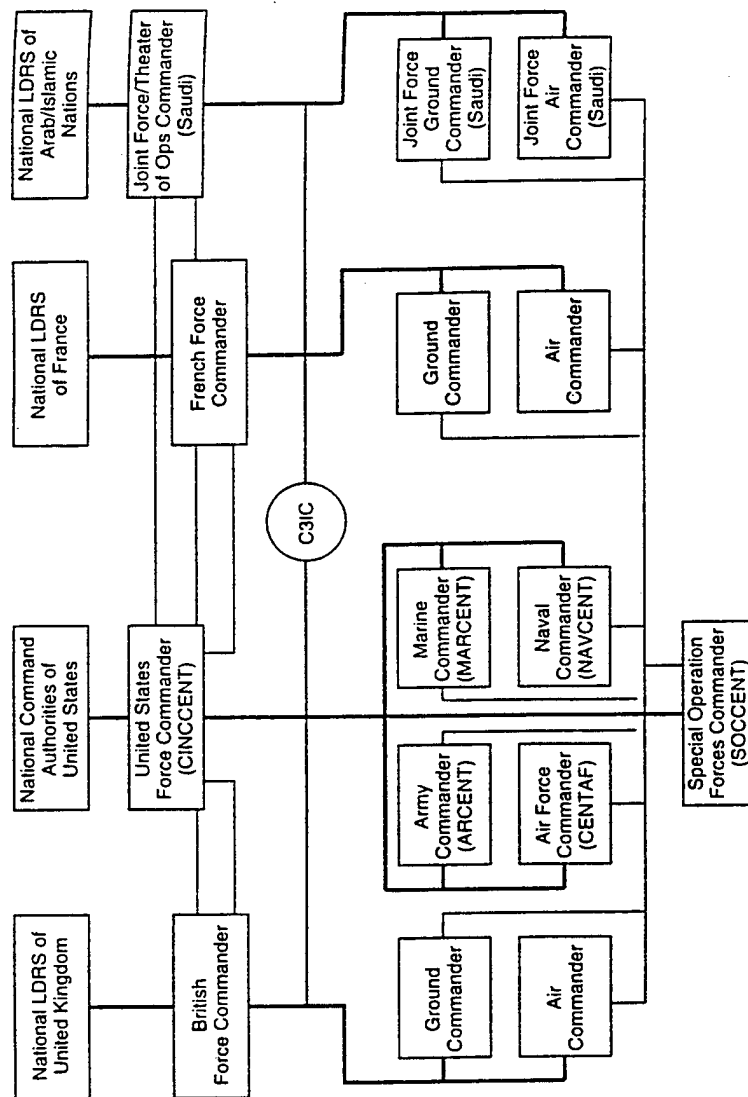 National LDRS of
United Kingdom
National Command
Authorities of
United States
National LDRS
of France
National LDRS of
Arab/Islamic
Nations
British
Force Commander
United States
Force Commander
(CINCCENT)
French Force
Commander
Joint Force/Theater
of Ops Commander
(Saudi)
C3IC
Ground
Commander
Army
Commander
(ARCENT)
Marine
Commander
(MARCENT)
Ground
Commander
Joint Force
Ground
Commander
(Saudi)
Air
Commander
Air Force
Commander
(CENTAF)
Naval
Commander
(NAVCENT)
Air
Commander
Joint Force
Air
Commander
(Saudi)
Special Operation
Forces Commander
(SOCCENT)